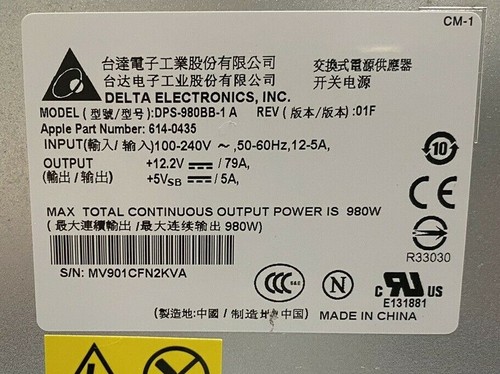 CM-1
台達電子工業股份有限公司 交換式電源供應器
台达电子工业股份有限公司 开关电源
DELTA ELECTRONICS, INC.
MODEL (型號/型号):DPS-980BB-1 A REV (版本/版本):01F
Apple Part Number: 614-0435
INPUT(輸入/输入)100-240V ~,50-60Hz,12-5A
OUTPUT +12.2V ⎓ / 79A,
(輸出/输出) +5VSB ⎓ / 5A,
MAX TOTAL CONTINUOUS OUTPUT POWER IS 980W
(最大連續輸出 /最大连续输出 980W)
S/N: MV901CFN2KVA
10
CE
R33030
CCC
N
c RU us
E131881
(製造地:中國 / 制造地:中国) MADE IN CHINA